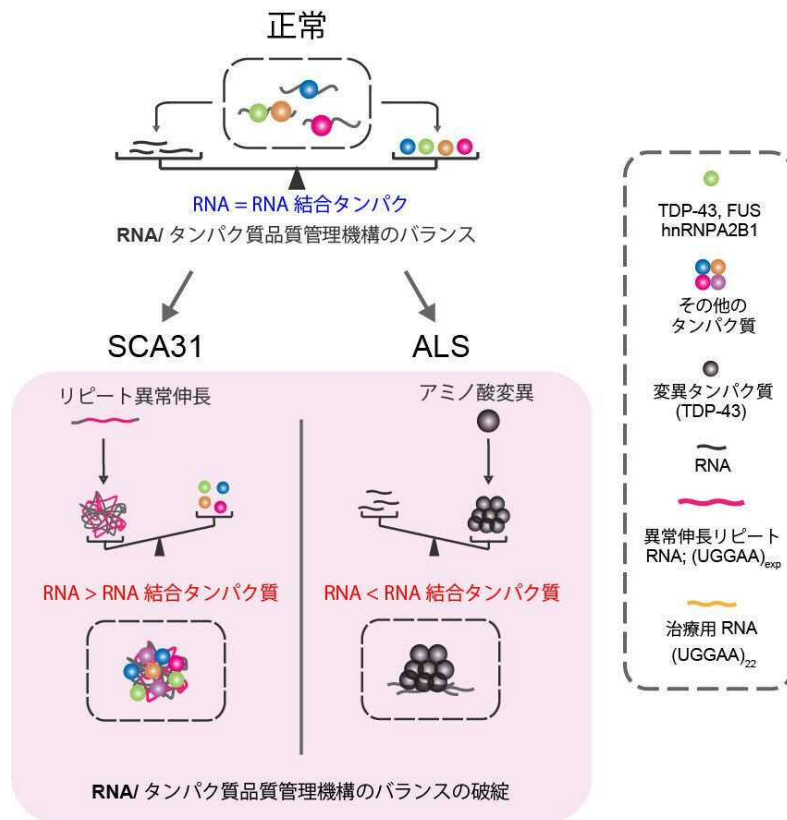 正常
RNA = RNA 結合タンパク
RNA/ タンパク質品質管理機構のバランス
SCA31
ALS
リピート異常伸長
アミノ酸変異
RNA > RNA 結合タンパク質
RNA < RNA 結合タンパク質
RNA/ タンパク質品質管理機構のバランスの破綻
TDP-43, FUS
hnRNPA2B1
その他の
タンパク質
変異タンパク質
(TDP-43)
RNA
異常伸長リピート
RNA; (UGGAA)exp
治療用 RNA
(UGGAA)22